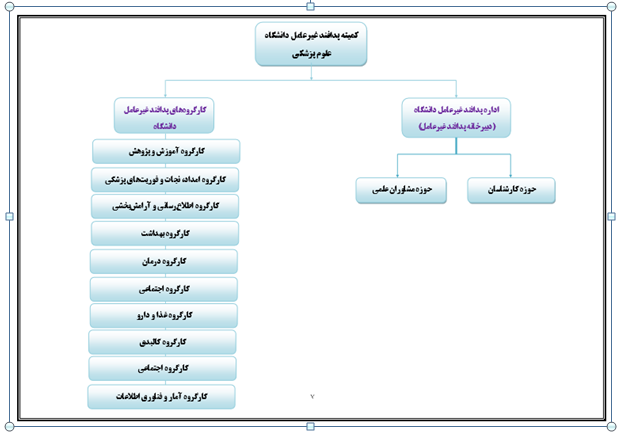 کمیته پدافند غیرعامل دانشگاه
علوم پزشکی
اداره پدافند غیرعامل دانشگاه
(دبیرخانه پدافند غیرعامل)
حوزه کارشناسان
حوزه مشاوران علمی
کارگروه‌های پدافند غیرعامل
دانشگاه
کارگروه آموزش و پژوهش
کارگروه امداد، نجات و فوریت‌های پزشکی
کارگروه اطلاع‌رسانی و آرامش‌بخشی
کارگروه بهداشت
کارگروه درمان
کارگروه اجتماعی
کارگروه غذا و دارو
کارگروه کالبدی
کارگروه اجتماعی
کارگروه آمار و فناوری اطلاعات
۷